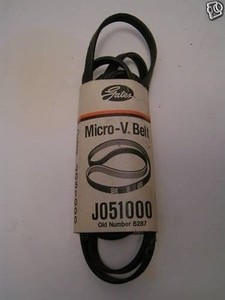 Gates
Micro-V. Belt
J051000
Old Number 6287